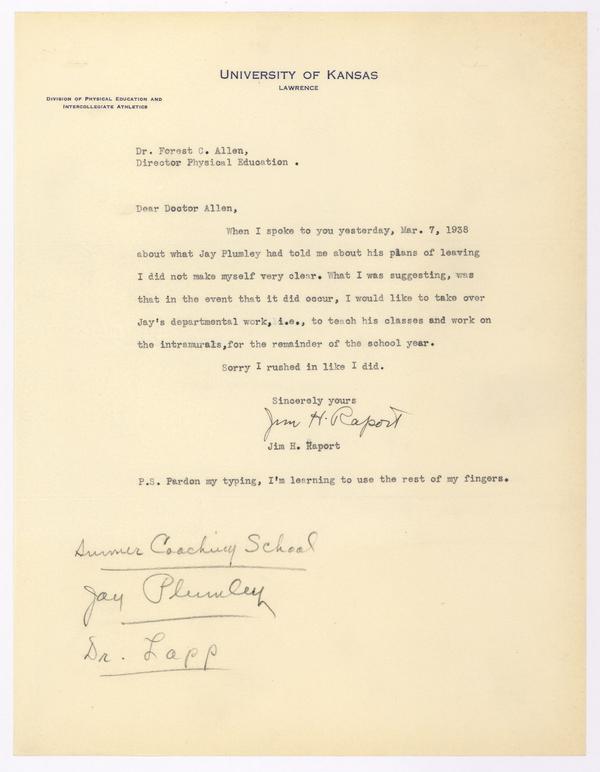 UNIVERSITY OF KANSAS
LAWRENCE
DIVISION OF PHYSICAL EDUCATION AND
INTERCOLLEGIATE ATHLETICS
Dr. Forest C. Allen,
Director Physical Education .
Dear Doctor Allen,
When I spoke to you yesterday, Mar. 7, 1938
about what Jay Plumley had told me about his plans of leaving
I did not make myself very clear. What I was suggesting, was
that in the event that it did occur, I would like to take over
Jay's departmental work, i.e., to teach his classes and work on
the intramurals,for the remainder of the school year.
Sorry I rushed in like I did.
Sincerely yours
Jim H. Raport
Jim H. Raport
P.S. Pardon my typing, I'm learning to use the rest of my fingers.
Summer Coaching School
Jay Plumley
Dr. Lapp